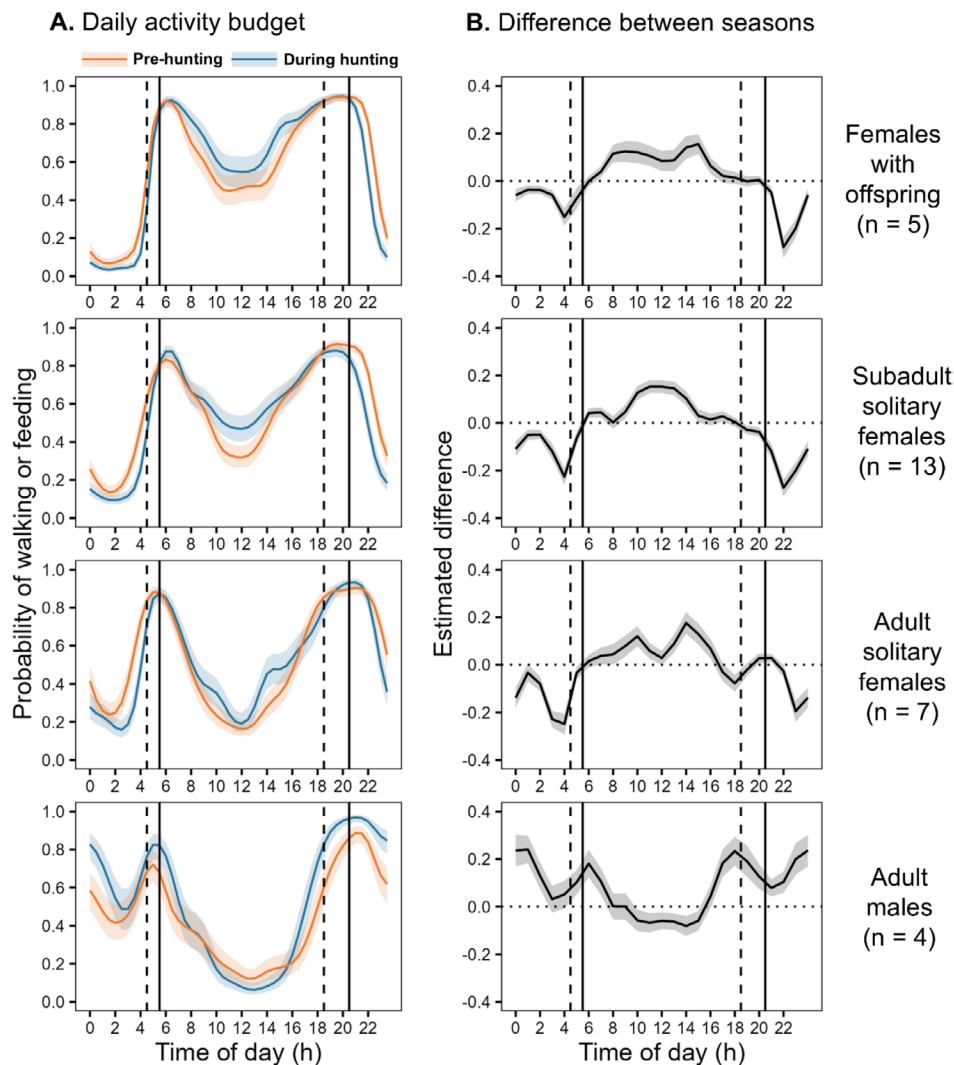 A. Daily activity budget
B. Difference between seasons
Pre-hunting
During hunting
Probability of walking or feeding
1.0
0.8
0.6
0.4
0.2
0.0
0 2 4 6 8 10 12 14 16 18 20 22
Estimated difference
0.4
0.2
0.0
-0.2
-0.4
0 2 4 6 8 10 12 14 16 18 20 22
Females
with
offspring
(n = 5)
1.0
0.8
0.6
0.4
0.2
0.0
0 2 4 6 8 10 12 14 16 18 20 22
0.4
0.2
0.0
-0.2
-0.4
0 2 4 6 8 10 12 14 16 18 20 22
Subadult
solitary
females
(n = 13)
1.0
0.8
0.6
0.4
0.2
0.0
0 2 4 6 8 10 12 14 16 18 20 22
0.4
0.2
0.0
-0.2
-0.4
0 2 4 6 8 10 12 14 16 18 20 22
Adult
solitary
females
(n = 7)
1.0
0.8
0.6
0.4
0.2
0.0
0 2 4 6 8 10 12 14 16 18 20 22
Time of day (h)
0.4
0.2
0.0
-0.2
-0.4
0 2 4 6 8 10 12 14 16 18 20 22
Time of day (h)
Adult
males
(n = 4)